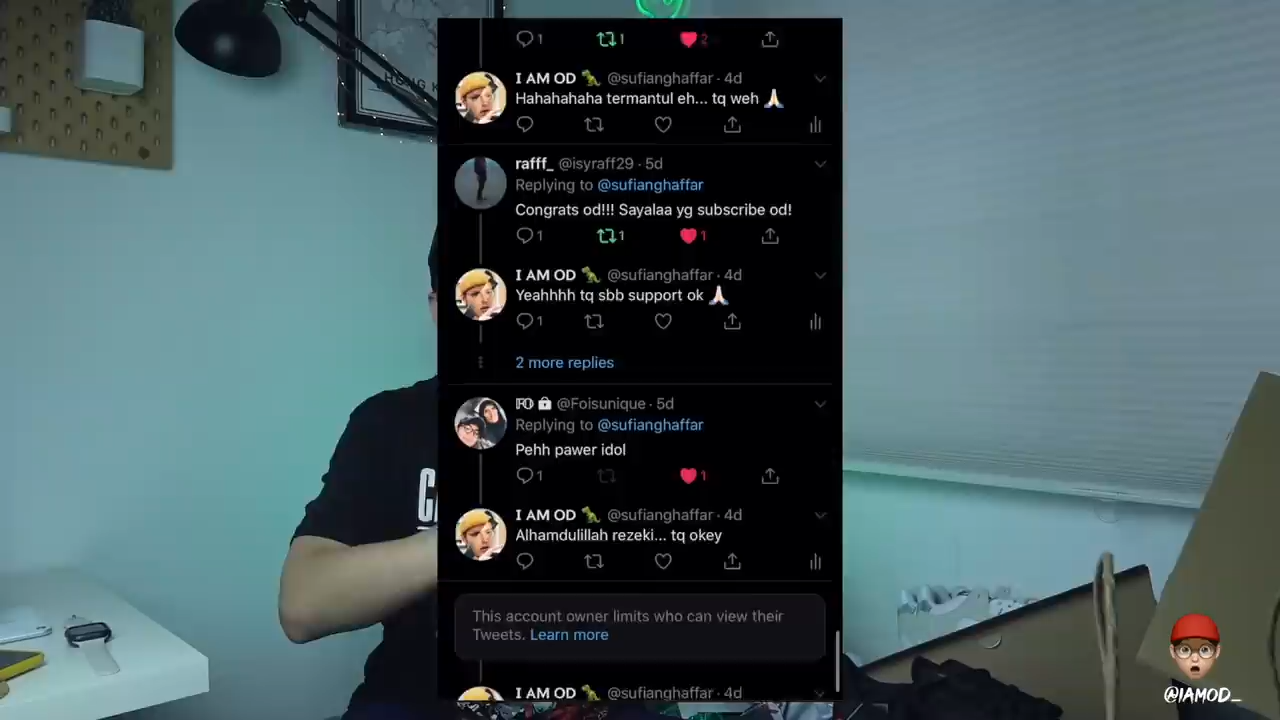 HONG K
1 1 2
I AM OD 🦖 @sufianghaffar · 4d
Hahahahaha termantul eh... tq weh 🙏🏻
rafff_ @isyraff29 · 5d
Replying to @sufianghaffar
Congrats od!!! Sayalaa yg subscribe od!
1 1 1
I AM OD 🦖 @sufianghaffar · 4d
Yeahhhh tq sbb support ok 🙏🏻
1
2 more replies
@Foisunique · 5d
Replying to @sufianghaffar
Pehh pawer idol
1 1
I AM OD 🦖 @sufianghaffar · 4d
Alhamdulillah rezeki... tq okey
This account owner limits who can view their
Tweets. Learn more
I AM OD 🦖 @sufianghaffar · 4d
@IAMOD_